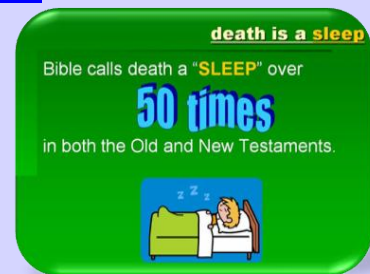 death is a sleep
Bible calls death a “SLEEP” over
50 times
in both the Old and New Testaments.
z z z